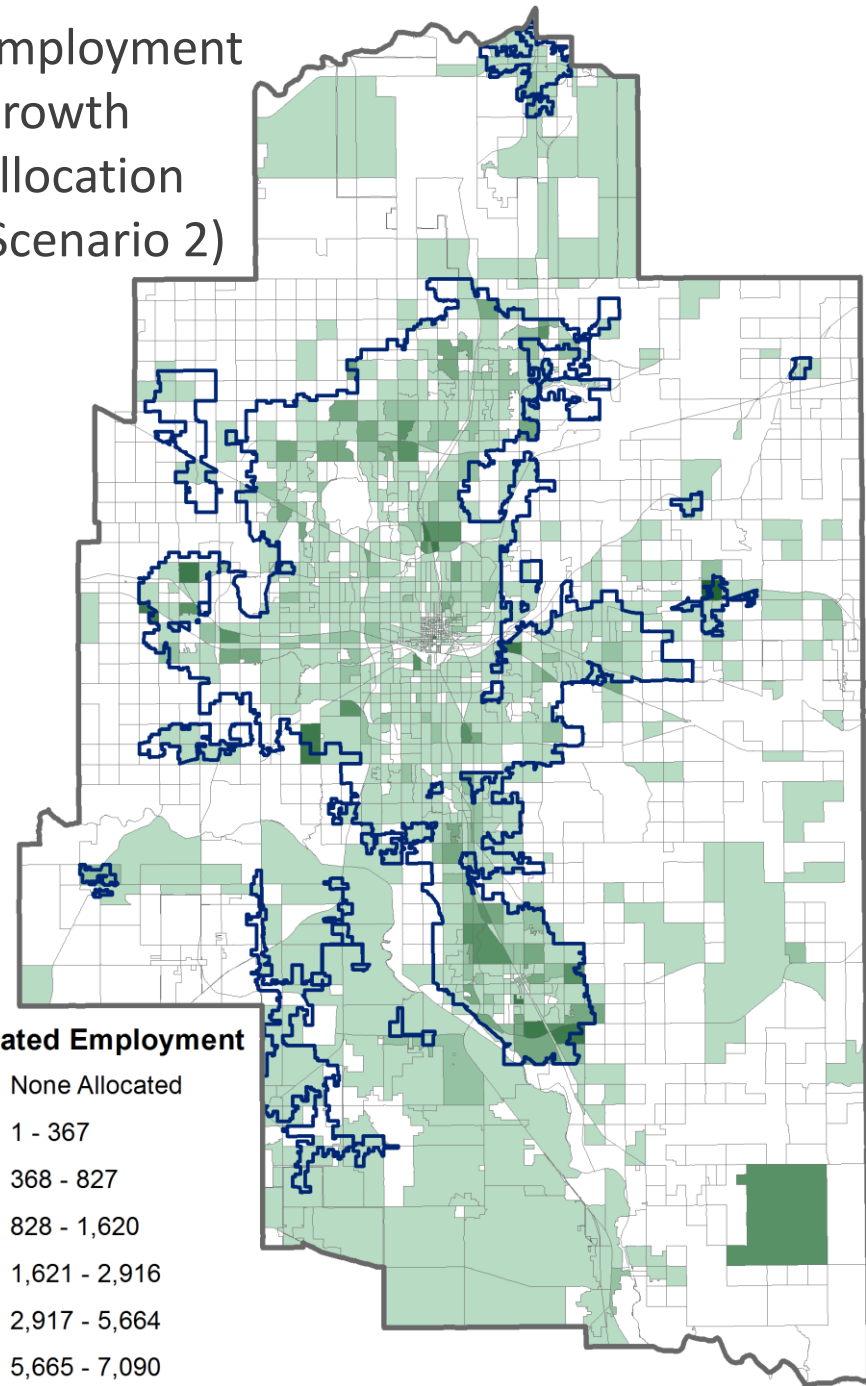 mployment
rowth
llocation
Scenario 2)
ated Employment
None Allocated
1 - 367
368 - 827
828 - 1,620
1,621 - 2,916
2,917 - 5,664
5,665 - 7,090